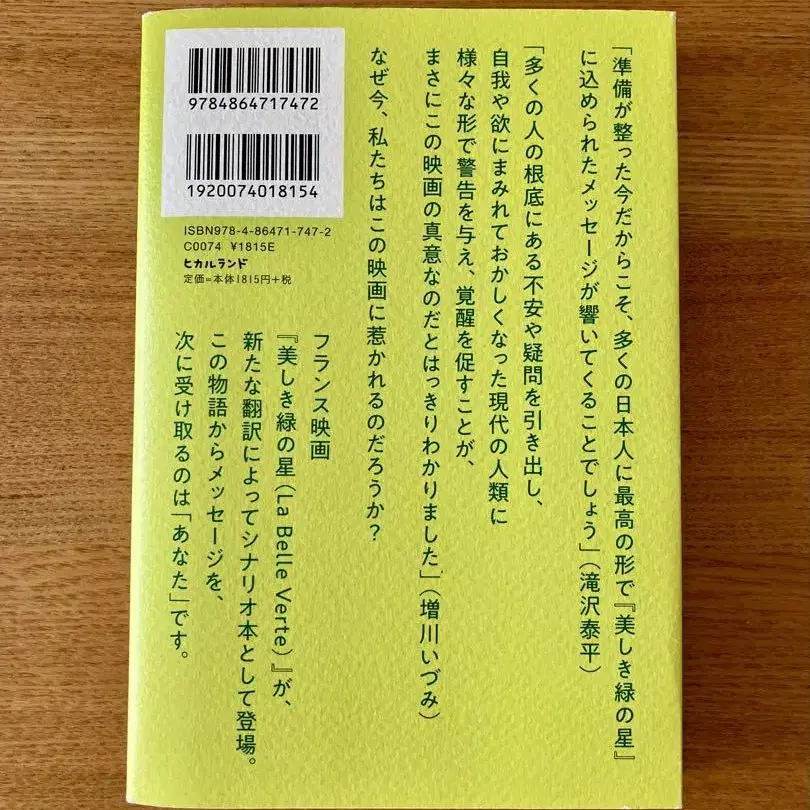 「準備が整った今だからこそ、多くの日本人に最高の形で『美しき緑の星』
に込められたメッセージが響いてくることでしょう」（滝沢泰平）
「多くの人の根底にある不安や疑問を引き出し、
自我や欲にまみれておかしくなった現代の人類に
様々な形で警告を与え、覚醒を促すことが、
まさにこの映画の真意なのだとはっきりわかりました」（増川いづみ）
なぜ今、私たちはこの映画に惹かれるのだろうか？
フランス映画
『美しき緑の星（La Belle Verte）』が、
新たな翻訳によってシナリオ本として登場。
この物語からメッセージを、
次に受け取るのは「あなた」です。
9784864717472
1920074018154
ISBN978-4-86471-747-2
C0074 ¥1815E
ヒカルランド
定価＝本体1815円＋税